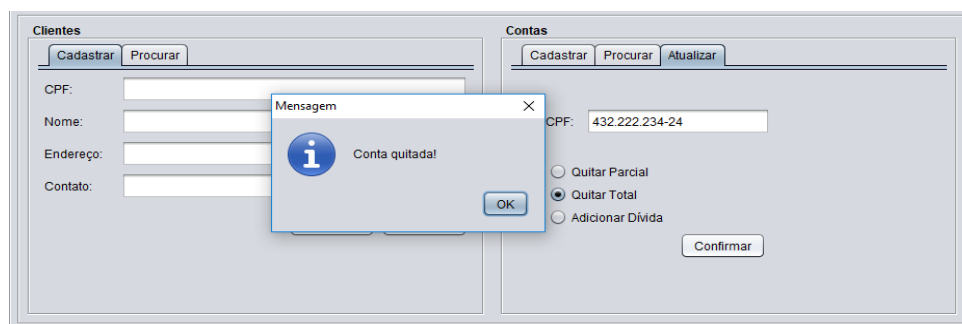 Clientes
Cadastrar Procurar
CPF:
Nome:
Endereço:
Contato:
Mensagem
Conta quitada!
OK
Contas
Cadastrar Procurar Atualizar
CPF: 432.222.234-24
Quitar Parcial
Quitar Total
Adicionar Dívida
Confirmar